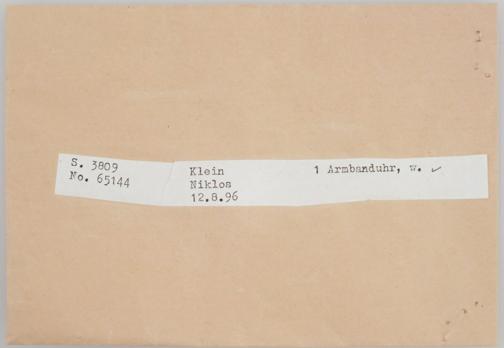 S. 3809
No. 65144
Klein
Niklos
12.8.96
1 Armbanduhr, w. ✓